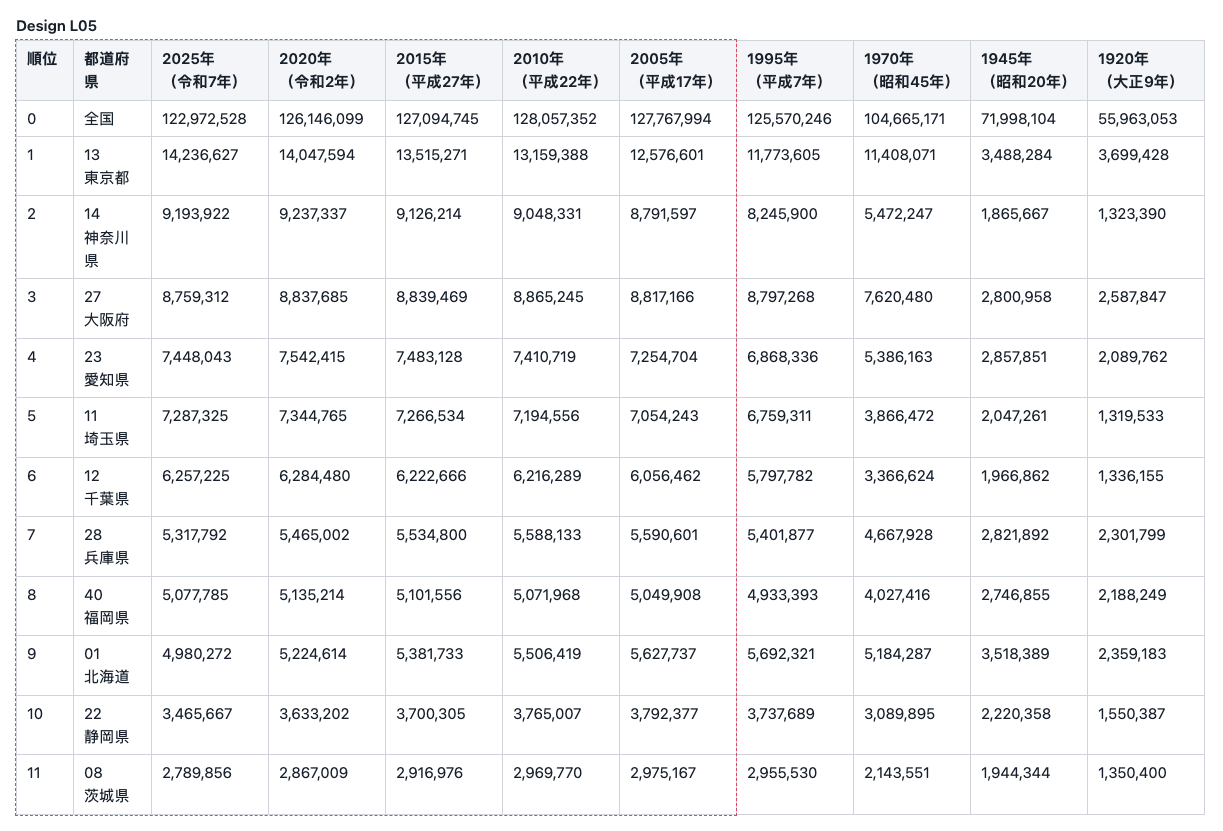 Design L05
順位 都道府県 2025年（令和7年） 2020年（令和2年） 2015年（平成27年） 2010年（平成22年） 2005年（平成17年） 1995年（平成7年） 1970年（昭和45年） 1945年（昭和20年） 1920年（大正9年）
0 全国 122,972,528 126,146,099 127,094,745 128,057,352 127,767,994 125,570,246 104,665,171 71,998,104 55,963,053
1 13 東京都 14,236,627 14,047,594 13,515,271 13,159,388 12,576,601 11,773,605 11,408,071 3,488,284 3,699,428
2 14 神奈川県 9,193,922 9,237,337 9,126,214 9,048,331 8,791,597 8,245,900 5,472,247 1,865,667 1,323,390
3 27 大阪府 8,759,312 8,837,685 8,839,469 8,865,245 8,817,166 8,797,268 7,620,480 2,800,958 2,587,847
4 23 愛知県 7,448,043 7,542,415 7,483,128 7,410,719 7,254,704 6,868,336 5,386,163 2,857,851 2,089,762
5 11 埼玉県 7,287,325 7,344,765 7,266,534 7,194,556 7,054,243 6,759,311 3,866,472 2,047,261 1,319,533
6 12 千葉県 6,257,225 6,284,480 6,222,666 6,216,289 6,056,462 5,797,782 3,366,624 1,966,862 1,336,155
7 28 兵庫県 5,317,792 5,465,002 5,534,800 5,588,133 5,590,601 5,401,877 4,667,928 2,821,892 2,301,799
8 40 福岡県 5,077,785 5,135,214 5,101,556 5,071,968 5,049,908 4,933,393 4,027,416 2,746,855 2,188,249
9 01 北海道 4,980,272 5,224,614 5,381,733 5,506,419 5,627,737 5,692,321 5,184,287 3,518,389 2,359,183
10 22 静岡県 3,465,667 3,633,202 3,700,305 3,765,007 3,792,377 3,737,689 3,089,895 2,220,358 1,550,387
11 08 茨城県 2,789,856 2,867,009 2,916,976 2,969,770 2,975,167 2,955,530 2,143,551 1,944,344 1,350,400